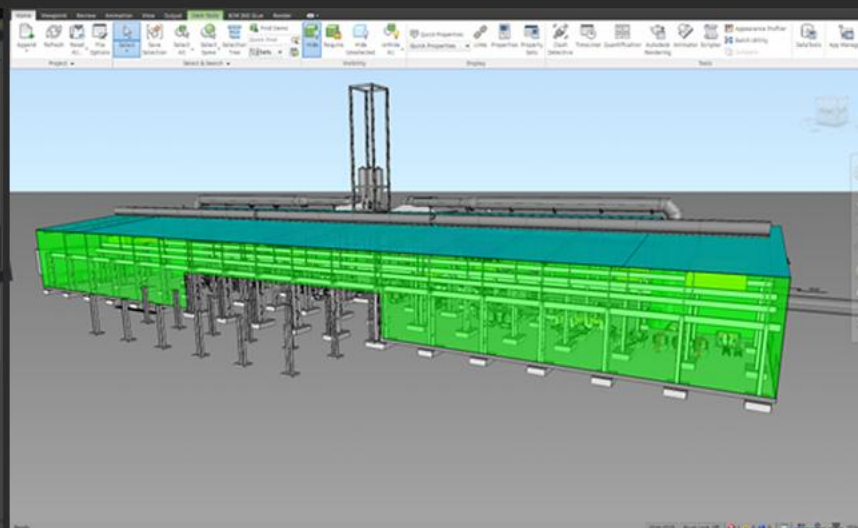 Home Viewpoint Review Animation View Output Item Tools BIM 360 Glue Render
Append Refresh Reset All... File Options Select Save Selection Select All Select Same Selection Tree Find Items Quick Find Sets Hide Require Hide Unselected Unhide All Quick Properties Links Properties Property Sets Clash Detective TimeLiner Quantification Autodesk Rendering Animator Scripter Appearance Profiler Batch Utility Compare DataTools App Manag
Project Select & Search Visibility Display Tools
Ready